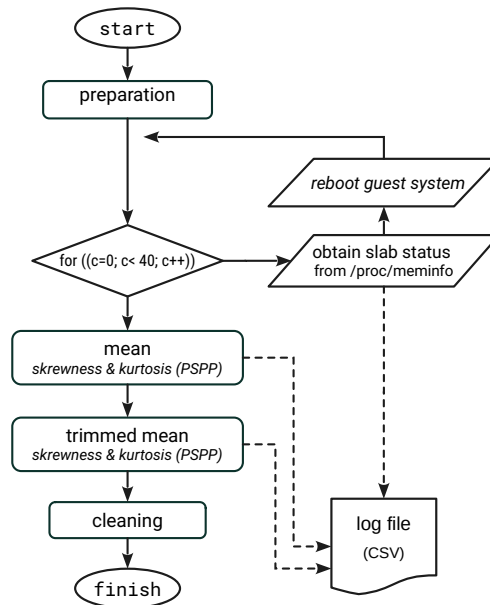 start
preparation
reboot guest system
for ((c=0; c< 40; c++))
obtain slab status
from /proc/meminfo
mean
skrewness & kurtosis (PSPP)
trimmed mean
skrewness & kurtosis (PSPP)
cleaning
log file
(CSV)
finish